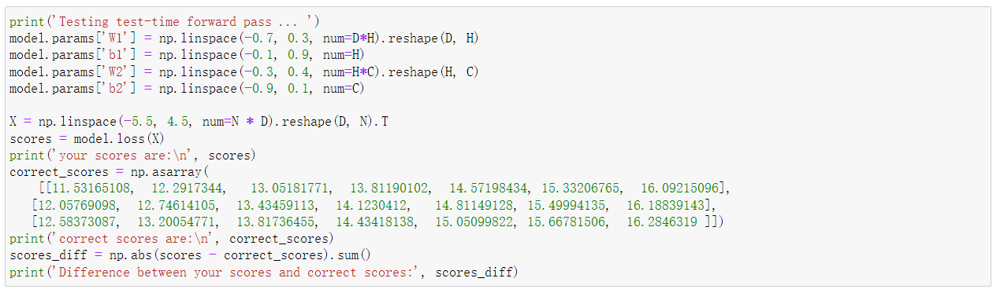 print('Testing test-time forward pass ... ')
model.params['W1'] = np.linspace(-0.7, 0.3, num=D*H).reshape(D, H)
model.params['b1'] = np.linspace(-0.1, 0.9, num=H)
model.params['W2'] = np.linspace(-0.3, 0.4, num=H*C).reshape(H, C)
model.params['b2'] = np.linspace(-0.9, 0.1, num=C)
X = np.linspace(-5.5, 4.5, num=N * D).reshape(D, N).T
scores = model.loss(X)
print('your scores are:\n', scores)
correct_scores = np.asarray(
    [[11.53165108,  12.2917344,   13.05181771,  13.81190102,  14.57198434, 15.33206765,  16.09215096],
   [12.05769098,  12.74614105,  13.43459113,  14.1230412,   14.81149128, 15.49994135,  16.18839143],
   [12.58373087,  13.20054771,  13.81736455,  14.43418138,  15.05099822, 15.66781506,  16.2846319 ]])
print('correct scores are:\n', correct_scores)
scores_diff = np.abs(scores - correct_scores).sum()
print('Difference between your scores and correct scores:', scores_diff)